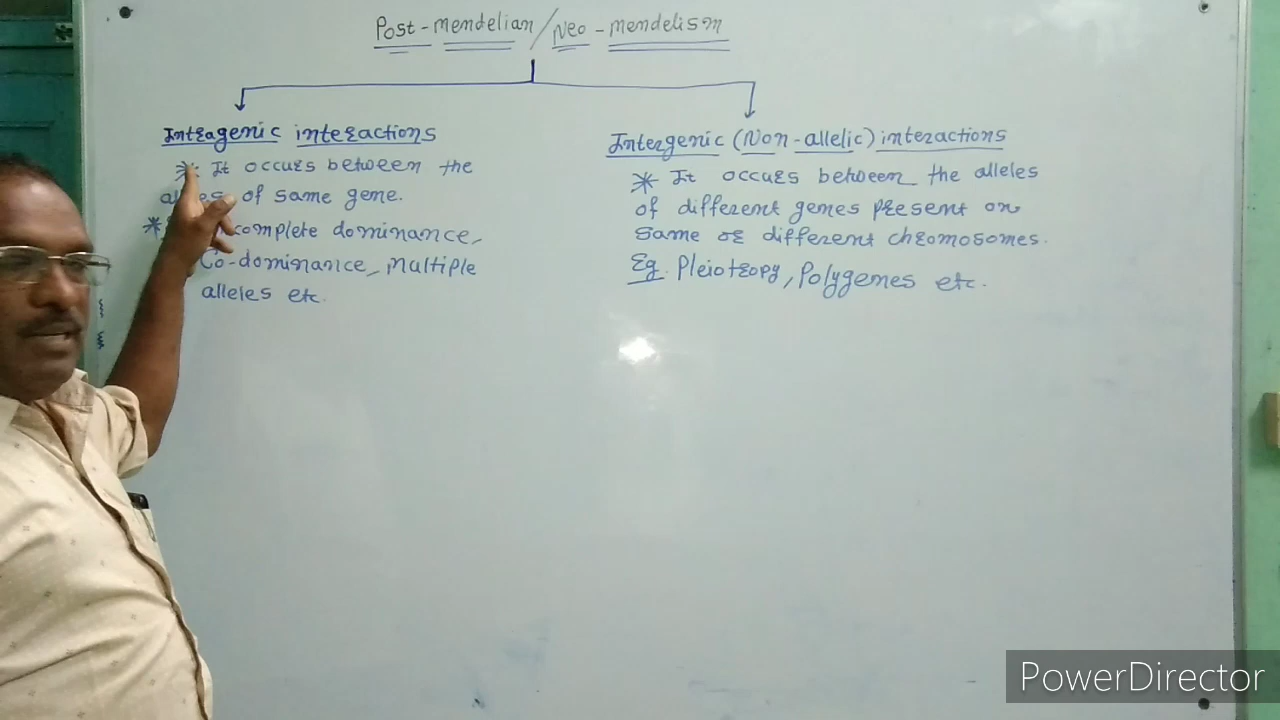 Post-mendelian/Neo-mendelism
Intragenic interactions
* It occurs between the
of same gene.
* complete dominance,
Co-dominance, Multiple
alleles etc.
Intergenic (Non-allelic) interactions
* It occurs between the alleles
of different genes present on
same or different chromosomes.
Eg. Pleiotropy, Polygenes etc.
PowerDirector